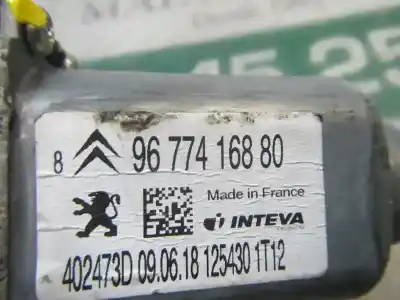 8 96 774 168 80
Made in France
INTEVA
402473D 09.06.18 125430 1T12